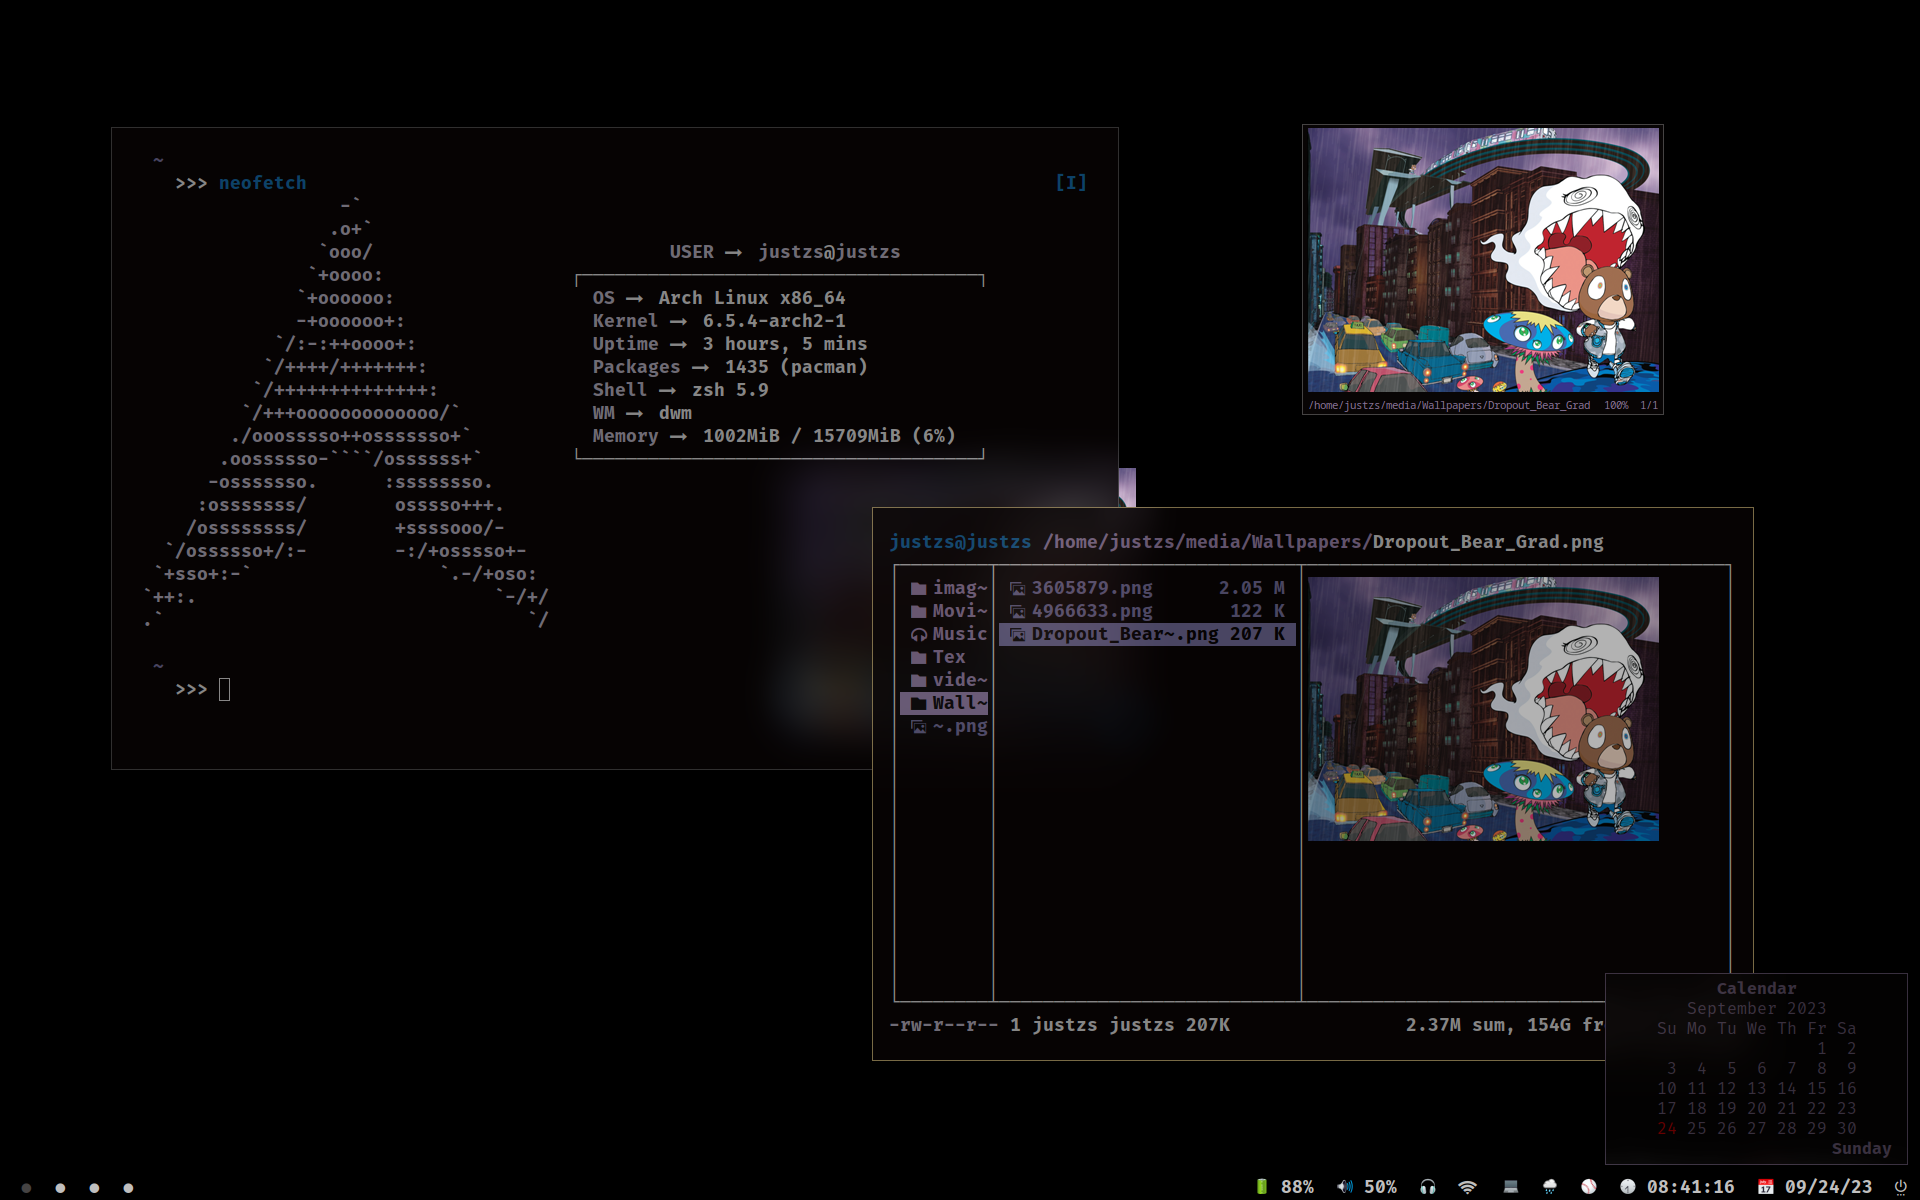 ~
>>> neofetch [I]
-`
.o+`
`ooo/
`+oooo:
`+oooooo:
-+oooooo+:
`/:-:++oooo+:
`/++++/+++++++:
`/++++++++++++++:
`/+++ooooooooooooo/`
./ooosssso++osssssso+`
.oossssso-````/ossssss+`
-osssssso.      :ssssssso.
:osssssss/        osssso+++.
/ossssssss/        +ssssooo/-
`/ossssso+/:-        -:/+osssso+-
`+sso+:-`                 `.-/+oso:
`++:.                           `-/+/
.`                                 `/
USER → justzs@justzs
OS → Arch Linux x86_64
Kernel → 6.5.4-arch2-1
Uptime → 3 hours, 5 mins
Packages → 1435 (pacman)
Shell → zsh 5.9
WM → dwm
Memory → 1002MiB / 15709MiB (6%)
~
>>>
/home/justzs/media/Wallpapers/Dropout_Bear_Grad 100% 1/1
justzs@justzs /home/justzs/media/Wallpapers/Dropout_Bear_Grad.png
imag~ 3605879.png 2.05 M
Movi~ 4966633.png 122 K
Music Dropout_Bear~.png 207 K
Tex
vide~
Wall~
~.png
-rw-r--r-- 1 justzs justzs 207K 2.37M sum, 154G fr
Calendar
September 2023
Su Mo Tu We Th Fr Sa
1 2
3 4 5 6 7 8 9
10 11 12 13 14 15 16
17 18 19 20 21 22 23
24 25 26 27 28 29 30
Sunday
88% 50% 08:41:16 17 09/24/23